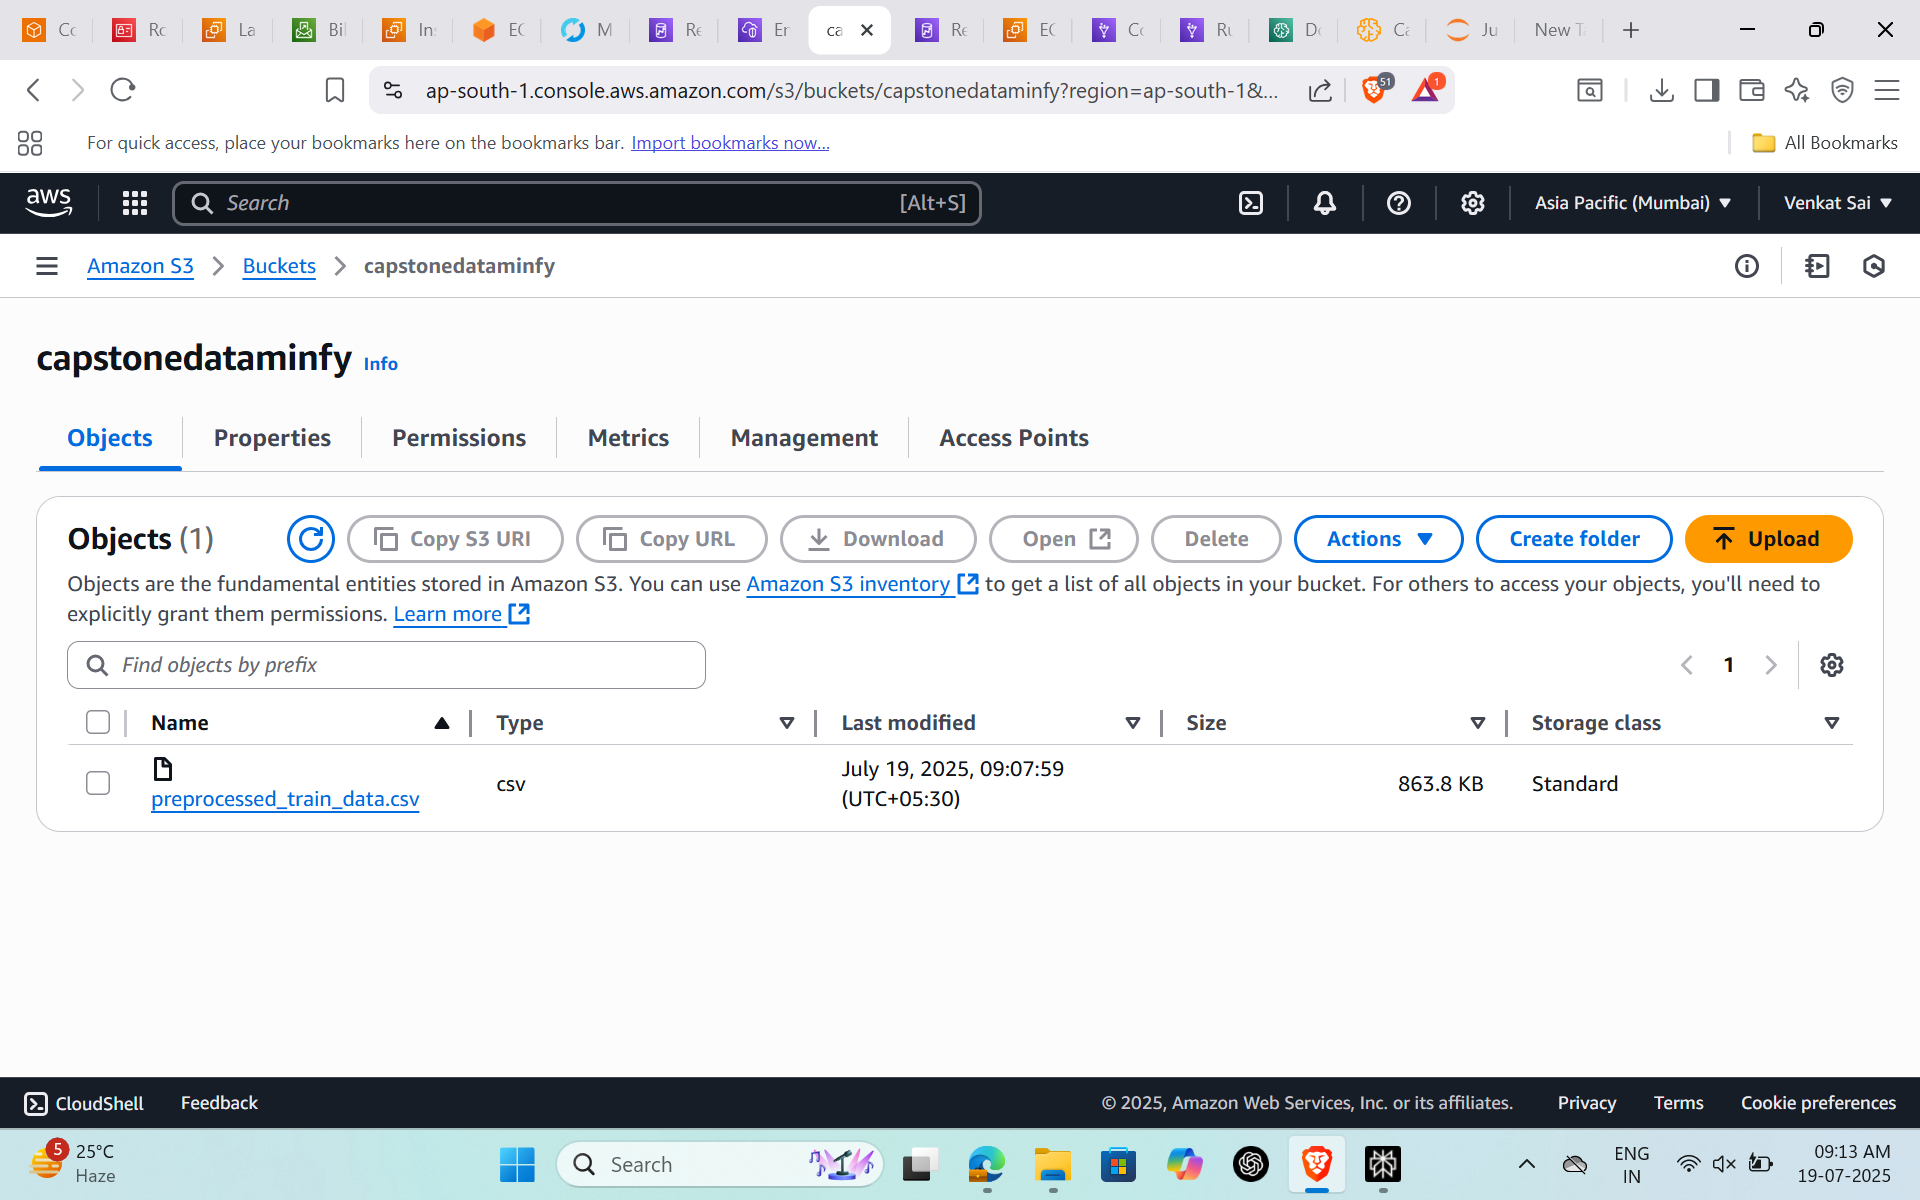 Cc
Rc
La
Bil
In:
EC
M
Re
Er
ca
Re
EC
Cc
Ru
Dc
Ca
Ju
New Ta
ap-south-1.console.aws.amazon.com/s3/buckets/capstonedataminfy?region=ap-south-1&...
51
1
For quick access, place your bookmarks here on the bookmarks bar. Import bookmarks now...
All Bookmarks
aws
Search
[Alt+S]
Asia Pacific (Mumbai)
Venkat Sai
Amazon S3
Buckets
capstonedataminfy
capstonedataminfy Info
Objects
Properties
Permissions
Metrics
Management
Access Points
Objects (1)
Copy S3 URI
Copy URL
Download
Open
Delete
Actions
Create folder
Upload
Objects are the fundamental entities stored in Amazon S3. You can use Amazon S3 inventory to get a list of all objects in your bucket. For others to access your objects, you'll need to
explicitly grant them permissions. Learn more
Find objects by prefix
1
Name
Type
Last modified
Size
Storage class
preprocessed_train_data.csv
csv
July 19, 2025, 09:07:59
(UTC+05:30)
863.8 KB
Standard
CloudShell
Feedback
© 2025, Amazon Web Services, Inc. or its affiliates.
Privacy
Terms
Cookie preferences
5
25°C
Haze
Search
ENG
IN
09:13 AM
19-07-2025